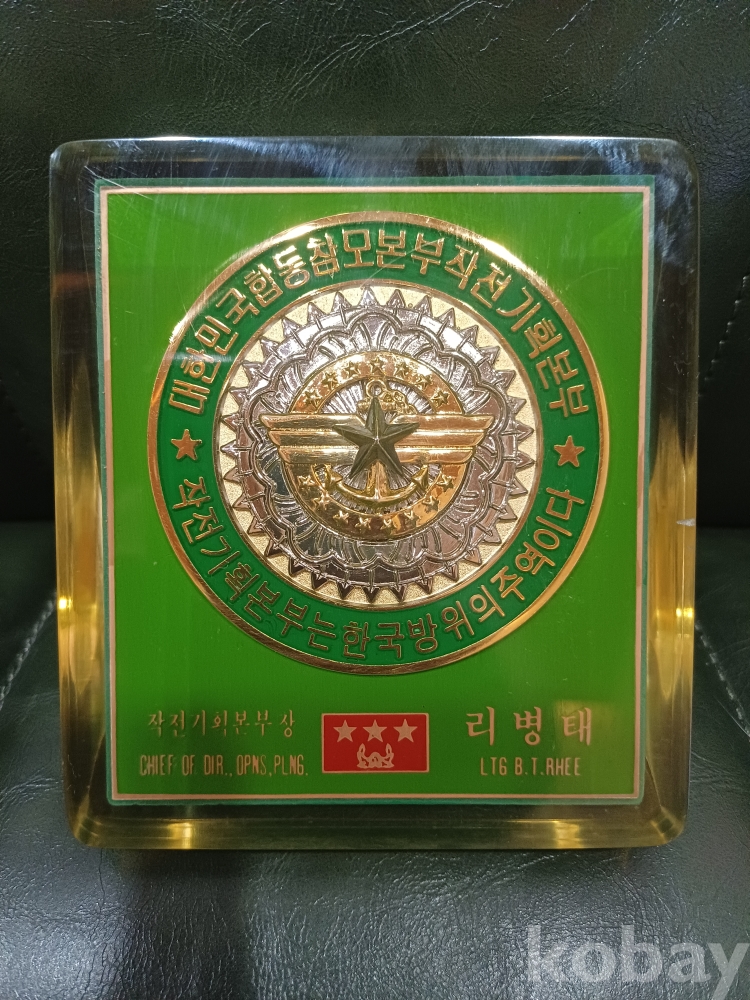 대한민국합동참모본부작전기획본부
작전기획본부는한국방위의주역이다
작전기획본부상
CHIEF OF DIR., OPNS, PLNG.
리병태
LTG B.T.RHEE
kobay